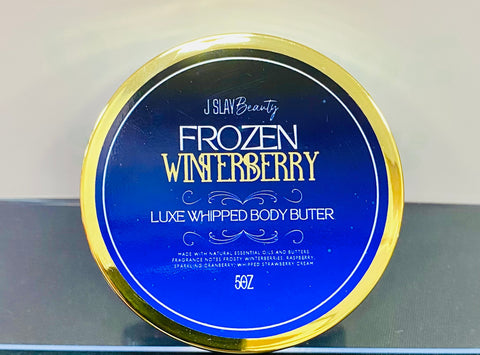 J SLAY Beauty
FROZEN
WINTERBERRY
LUXE WHIPPED BODY BUTER
MADE WITH NATURAL ESSENTIAL OILS AND BUTTERS
FRAGRANCE NOTES FROSTY WINTERBERRIES, RASPBERRY,
SPARKLING CRANBERRY, WHIPPED STRAWBERRY CREAM
5OZ